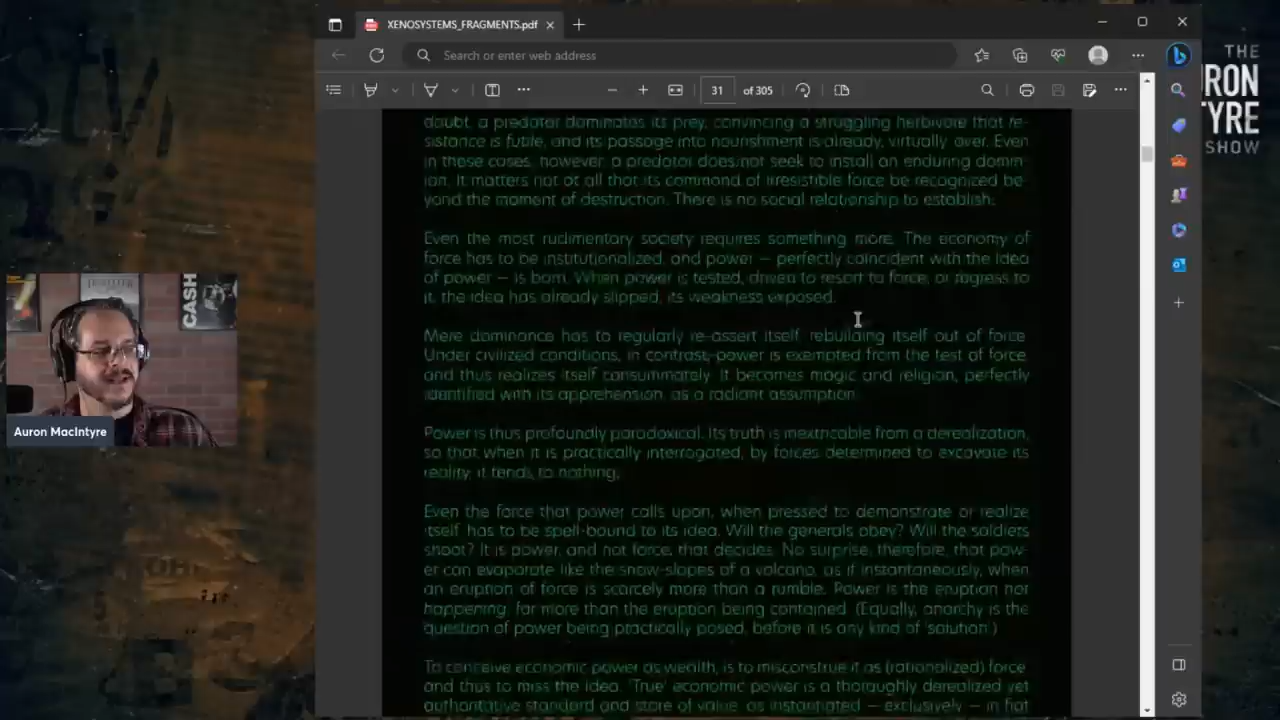 XENOSYSTEMS_FRAGMENTS.pdf
Search or enter web address
31 of 305
THE
RON
TYRE
SHOW
doubt, a predator dominates its prey, convincing a struggling herbivore that re-
sistance is futile, and its passage into nourishment is already, virtually over. Even
in these cases, however, a predator does not seek to install an enduring domin-
ion. It matters not at all that its command of irresistible force be recognized be-
yond the moment of destruction. There is no social relationship to establish.
Even the most rudimentary society requires something more. The economy of
force has to be institutionalized, and power — perfectly coincident with the idea
of power — is born. When power is tested, driven to resort to force, or regress to
it, the idea has already slipped, its weakness exposed.
Mere dominance has to regularly re-assert itself, rebuilding itself out of force.
Under civilized conditions, in contrast, power is exempted from the test of force,
and thus realizes itself consummately. It becomes magic and religion, perfectly
identified with its apprehension, as a radiant assumption.
Power is thus profoundly paradoxical. Its truth is inextricable from a derealization,
so that when it is practically interrogated, by forces determined to excavate its
reality, it tends to nothing.
Even the force that power calls upon, when pressed to demonstrate or realize
itself, has to be spell-bound to its idea. Will the generals obey? Will the soldiers
shoot? It is power, and not force, that decides. No surprise, therefore, that pow-
er can evaporate like the snow-slopes of a volcano, as if instantaneously, when
an eruption of force is scarcely more than a rumble. Power is the eruption not
happening, far more than the eruption being contained. (Equally, anarchy is the
question of power being practically posed, before it is any kind of 'solution'.)
To conceive economic power as wealth, is to misconstrue it as (rationalized) force
and thus to miss the idea. 'True' economic power is a thoroughly derealized yet
authoritative standard and store of value, as instantiated — exclusively — in fiat
CASH
Auron MacIntyre